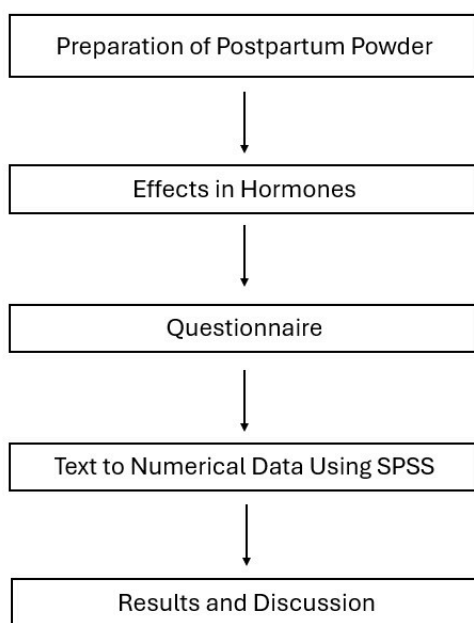 Preparation of Postpartum Powder
Effects in Hormones
Questionnaire
Text to Numerical Data Using SPSS
Results and Discussion